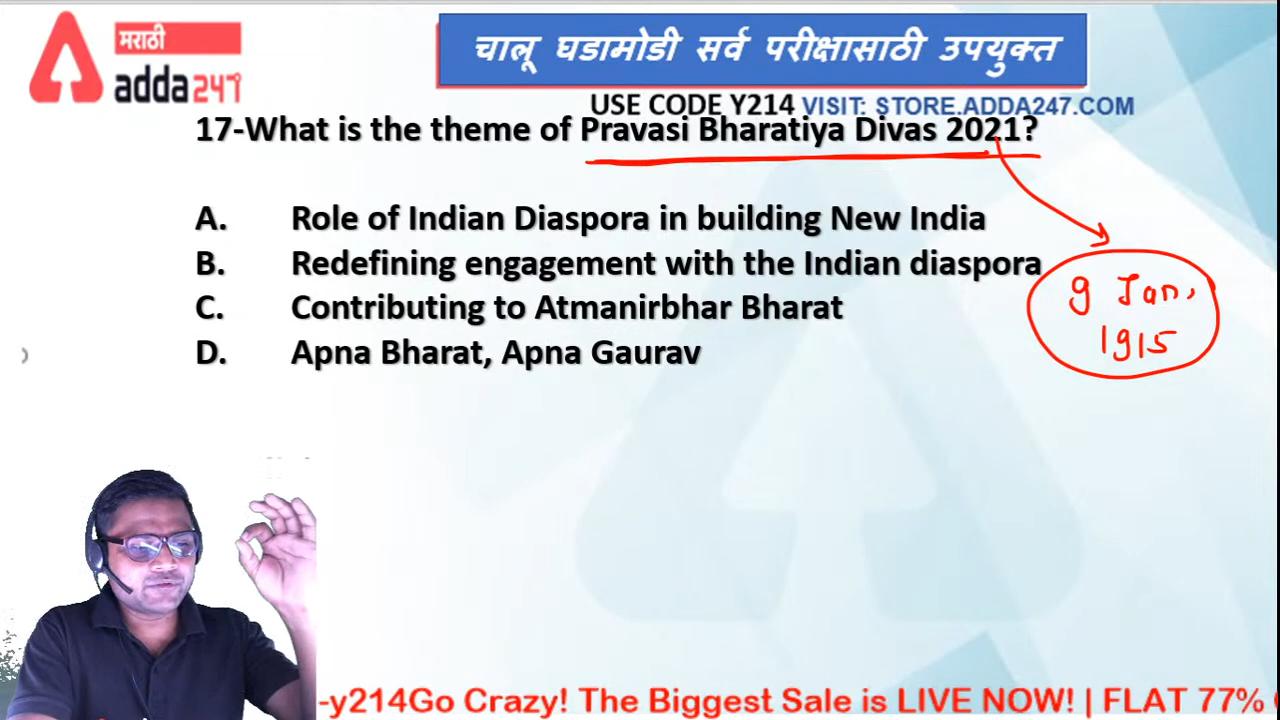 मराठी
adda247
चालू घडामोडी सर्व परीक्षासाठी उपयुक्त
USE CODE Y214 VISIT: STORE.ADDA247.COM
17-What is the theme of Pravasi Bharatiya Divas 2021?
A. Role of Indian Diaspora in building New India
B. Redefining engagement with the Indian diaspora
C. Contributing to Atmanirbhar Bharat
D. Apna Bharat, Apna Gaurav
9 Jan,
1915
-y214Go Crazy! The Biggest Sale is LIVE NOW! | FLAT 77%